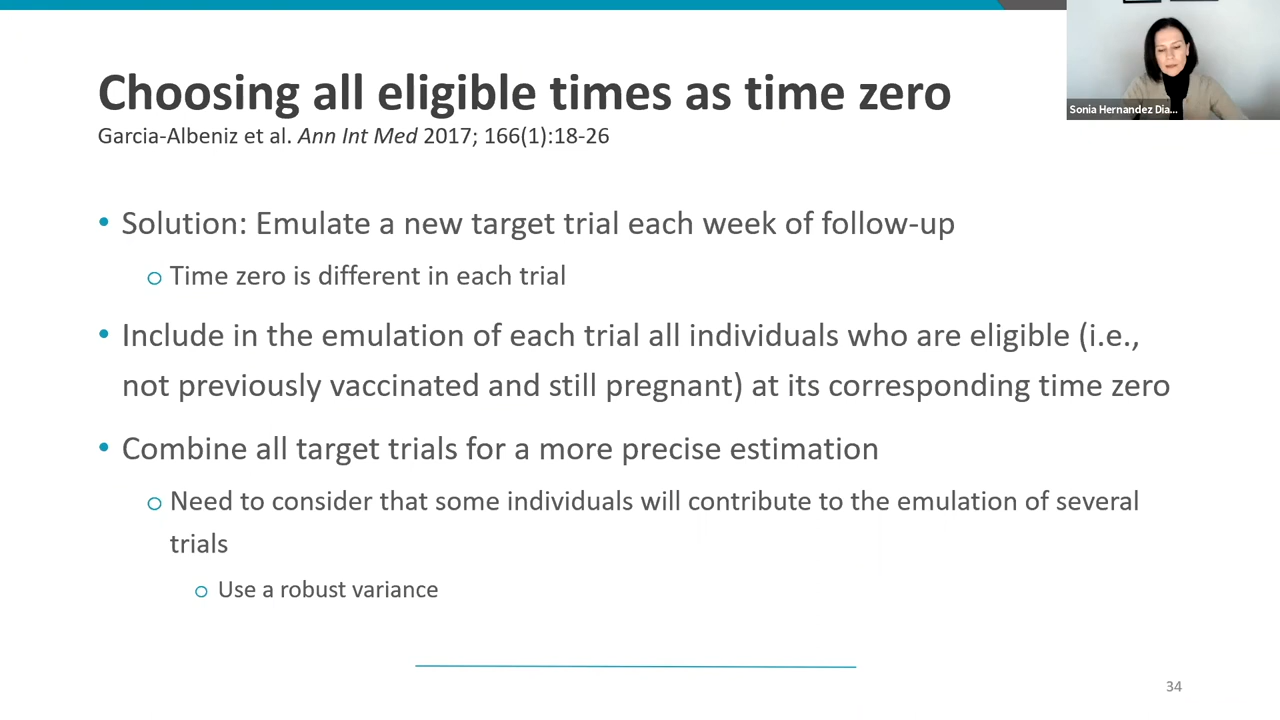 Choosing all eligible times as time zero
Garcia-Albeniz et al. Ann Int Med 2017; 166(1):18-26
Sonia Hernandez Dia...
• Solution: Emulate a new target trial each week of follow-up
o Time zero is different in each trial
• Include in the emulation of each trial all individuals who are eligible (i.e.,
not previously vaccinated and still pregnant) at its corresponding time zero
• Combine all target trials for a more precise estimation
o Need to consider that some individuals will contribute to the emulation of several
trials
o Use a robust variance
34